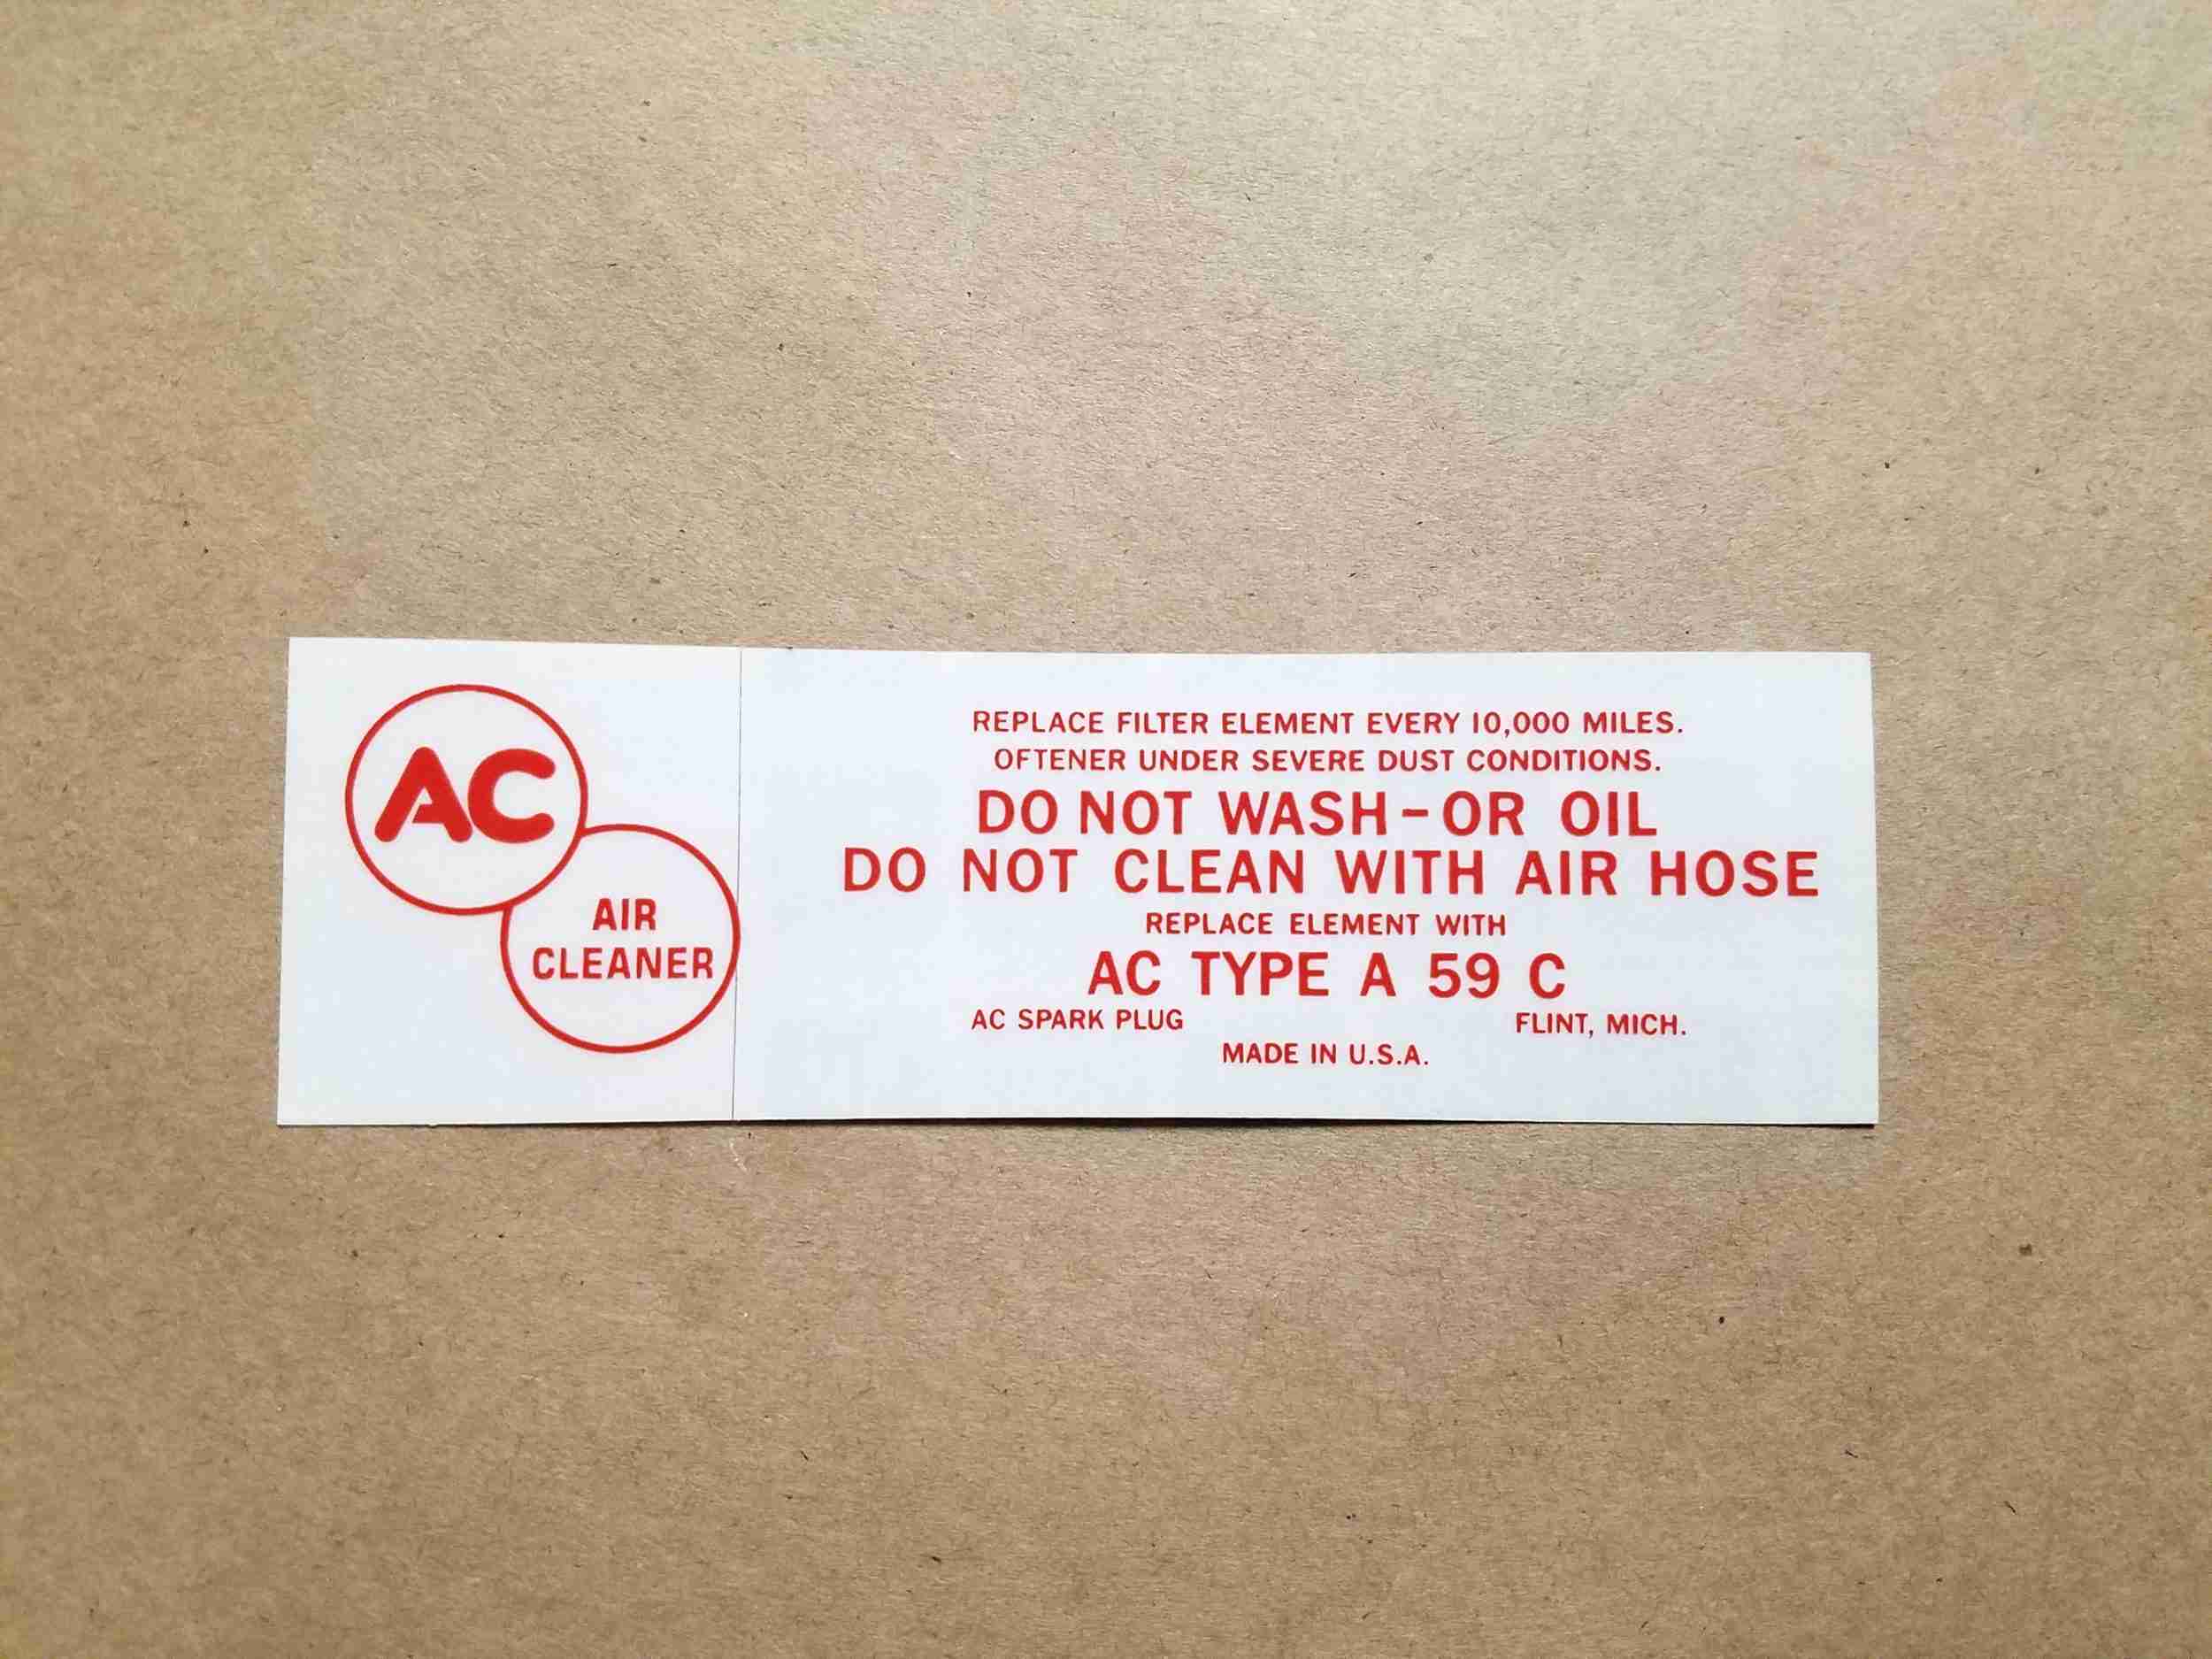 AC
AIR
CLEANER
REPLACE FILTER ELEMENT EVERY 10,000 MILES.
OFTENER UNDER SEVERE DUST CONDITIONS.
DO NOT WASH-OR OIL
DO NOT CLEAN WITH AIR HOSE
REPLACE ELEMENT WITH
AC TYPE A 59 C
AC SPARK PLUG FLINT, MICH.
MADE IN U.S.A.